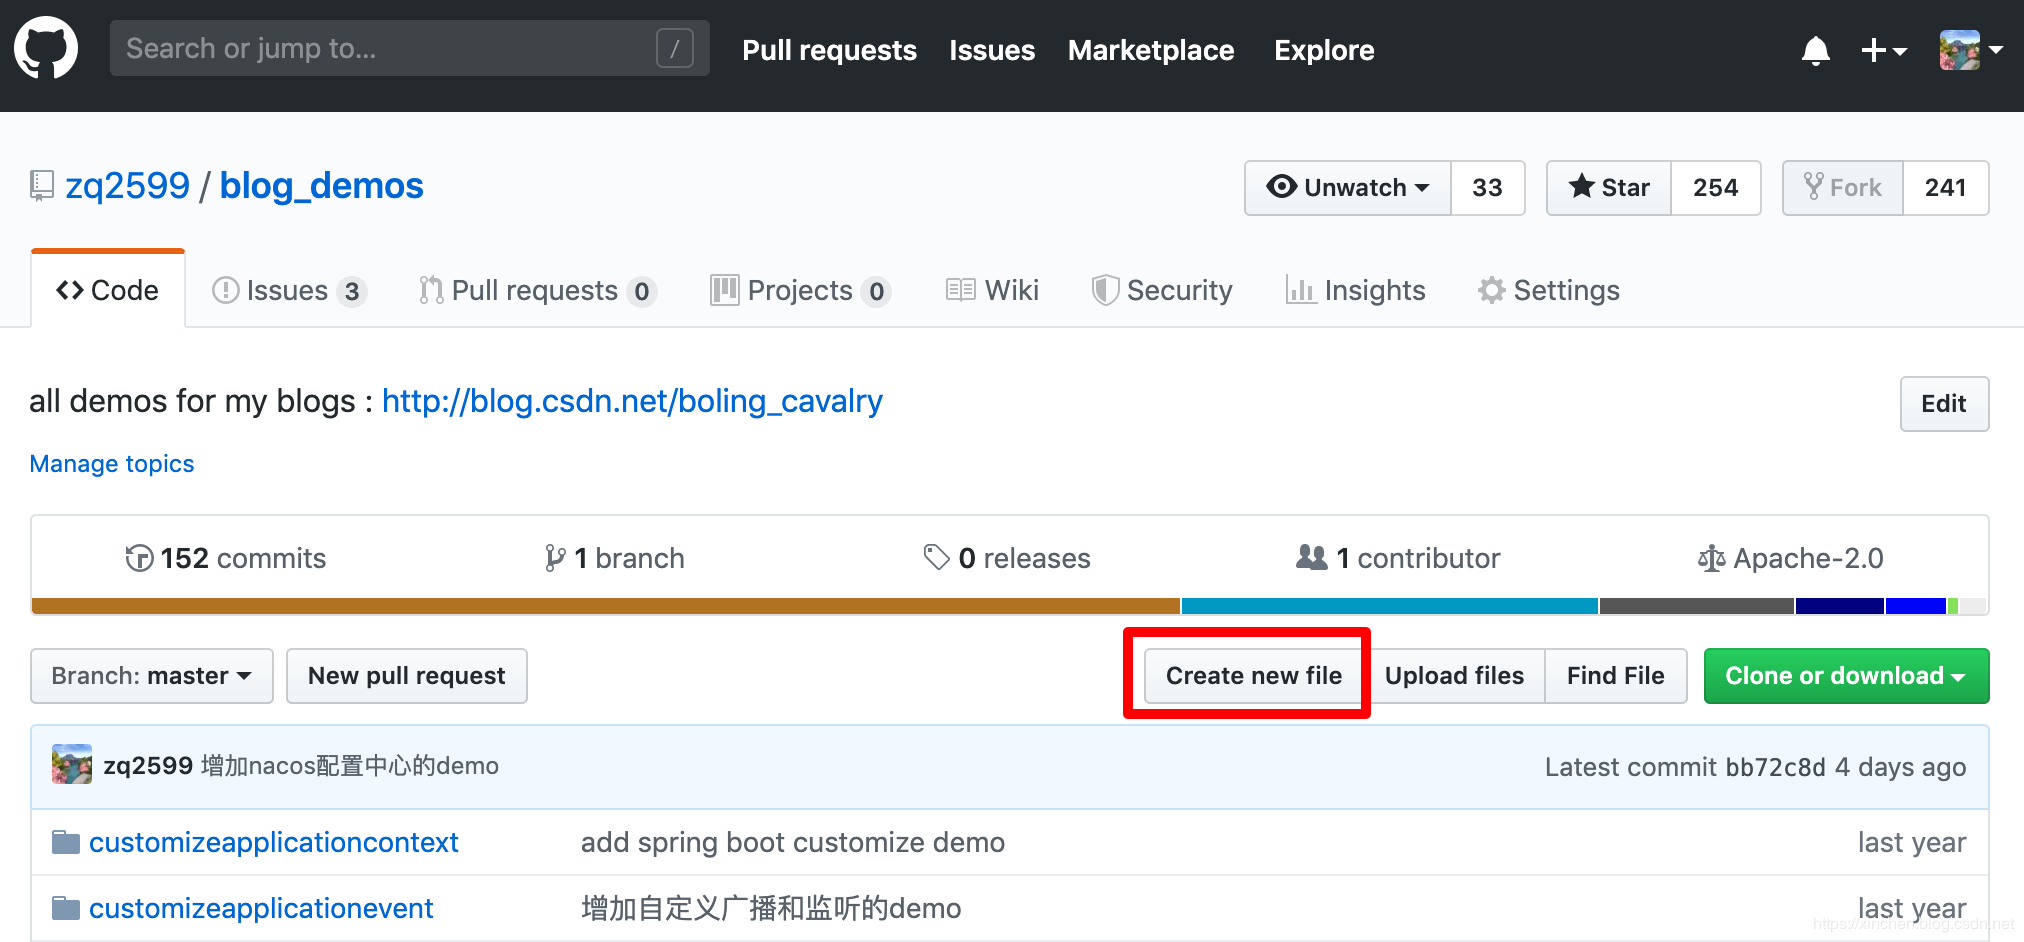 Search or jump to... /
Pull requests Issues Marketplace Explore
zq2599 / blog_demos
Unwatch 33 Star 254 Fork 241
Code Issues 3 Pull requests 0 Projects 0 Wiki Security Insights Settings
all demos for my blogs : http://blog.csdn.net/boling_cavalry
Edit
Manage topics
152 commits 1 branch 0 releases 1 contributor Apache-2.0
Branch: master New pull request Create new file Upload files Find File Clone or download
zq2599 增加nacos配置中心的demo Latest commit bb72c8d 4 days ago
customizeapplicationcontext add spring boot customize demo last year
customizeapplicationevent 增加自定义广播和监听的demo last year
https://xinchen.blog.csdn.net